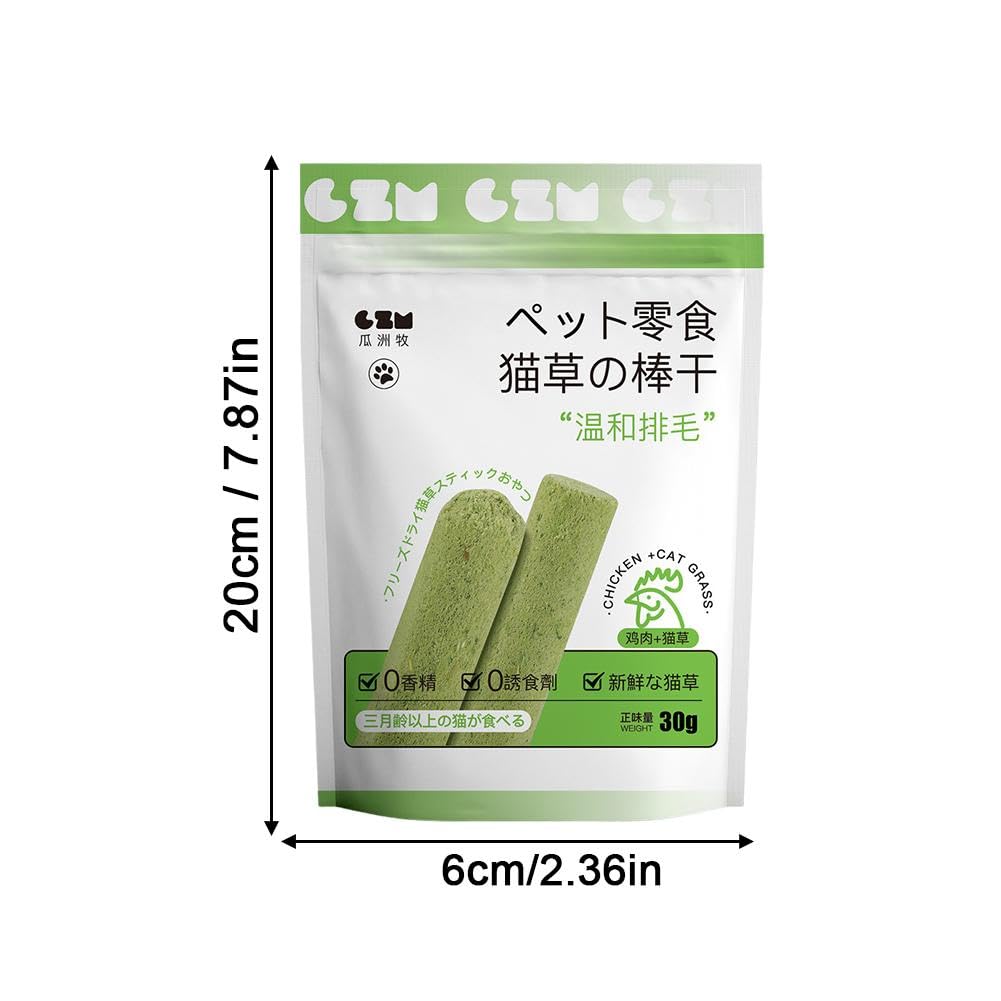 CZM CZM CZ
CZM
瓜洲牧
ペット零食
猫草の棒干
“温和排毛”
·フリーズドライ猫草スティックおやつ
·CHICKEN +CAT GRASS·
鸡肉+猫草
0香精
0誘食劑
新鮮な猫草
三月齢以上の猫が食べる
正味量
WEIGHT
30g
20cm / 7.87in
6cm/2.36in